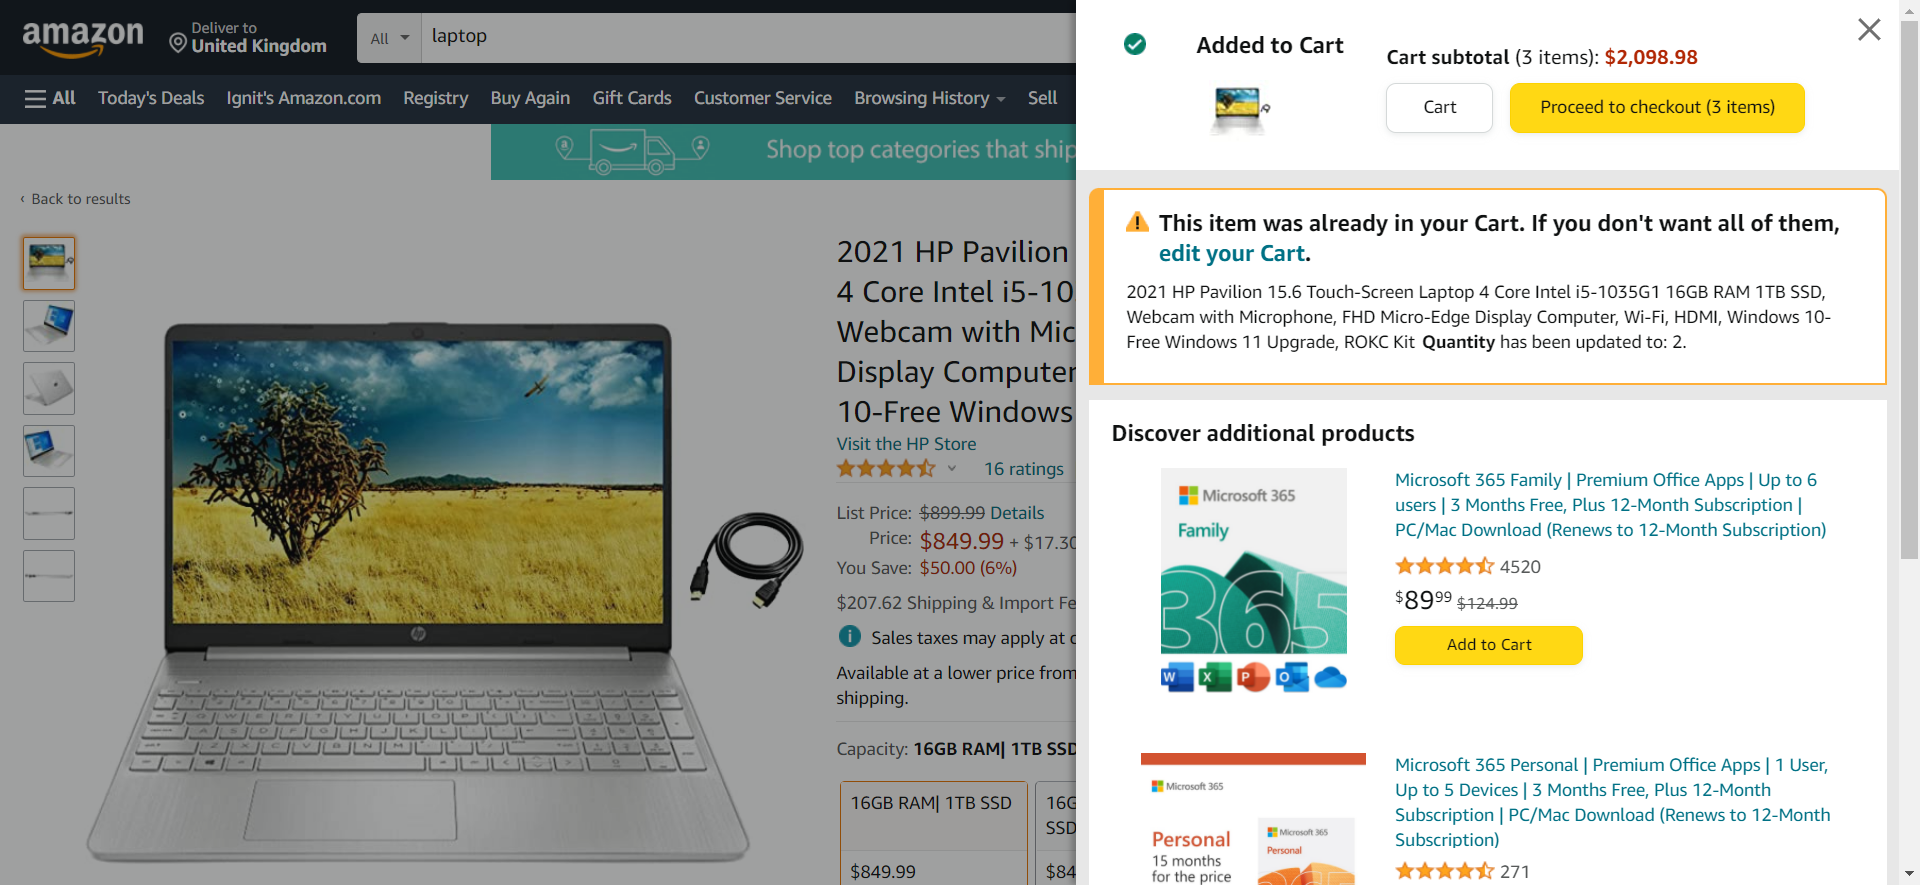 amazon
Deliver to
United Kingdom
All
laptop
All
Today's Deals
Ignit's Amazon.com
Registry
Buy Again
Gift Cards
Customer Service
Browsing History
Sell
Shop top categories that ship
‹ Back to results
2021 HP Pavilion
4 Core Intel i5-10
Webcam with Mic
Display Computer
10-Free Windows
Visit the HP Store
16 ratings
List Price: $899.99 Details
Price: $849.99 + $17.30
You Save: $50.00 (6%)
$207.62 Shipping & Import Fe
Sales taxes may apply at c
Available at a lower price from
shipping.
Capacity: 16GB RAM| 1TB SSD
16GB RAM| 1TB SSD
$849.99
16G
SSD
$84
Added to Cart
Cart subtotal (3 items): $2,098.98
Cart
Proceed to checkout (3 items)
This item was already in your Cart. If you don't want all of them,
edit your Cart.
2021 HP Pavilion 15.6 Touch-Screen Laptop 4 Core Intel i5-1035G1 16GB RAM 1TB SSD,
Webcam with Microphone, FHD Micro-Edge Display Computer, Wi-Fi, HDMI, Windows 10-
Free Windows 11 Upgrade, ROKC Kit Quantity has been updated to: 2.
Discover additional products
Microsoft 365
Family
365
W X P O
Microsoft 365 Family | Premium Office Apps | Up to 6
users | 3 Months Free, Plus 12-Month Subscription |
PC/Mac Download (Renews to 12-Month Subscription)
4520
$89.99 $124.99
Add to Cart
Microsoft 365
Personal
15 months
for the price
Microsoft 365
Personal
365
Microsoft 365 Personal | Premium Office Apps | 1 User,
Up to 5 Devices | 3 Months Free, Plus 12-Month
Subscription | PC/Mac Download (Renews to 12-Month
Subscription)
271